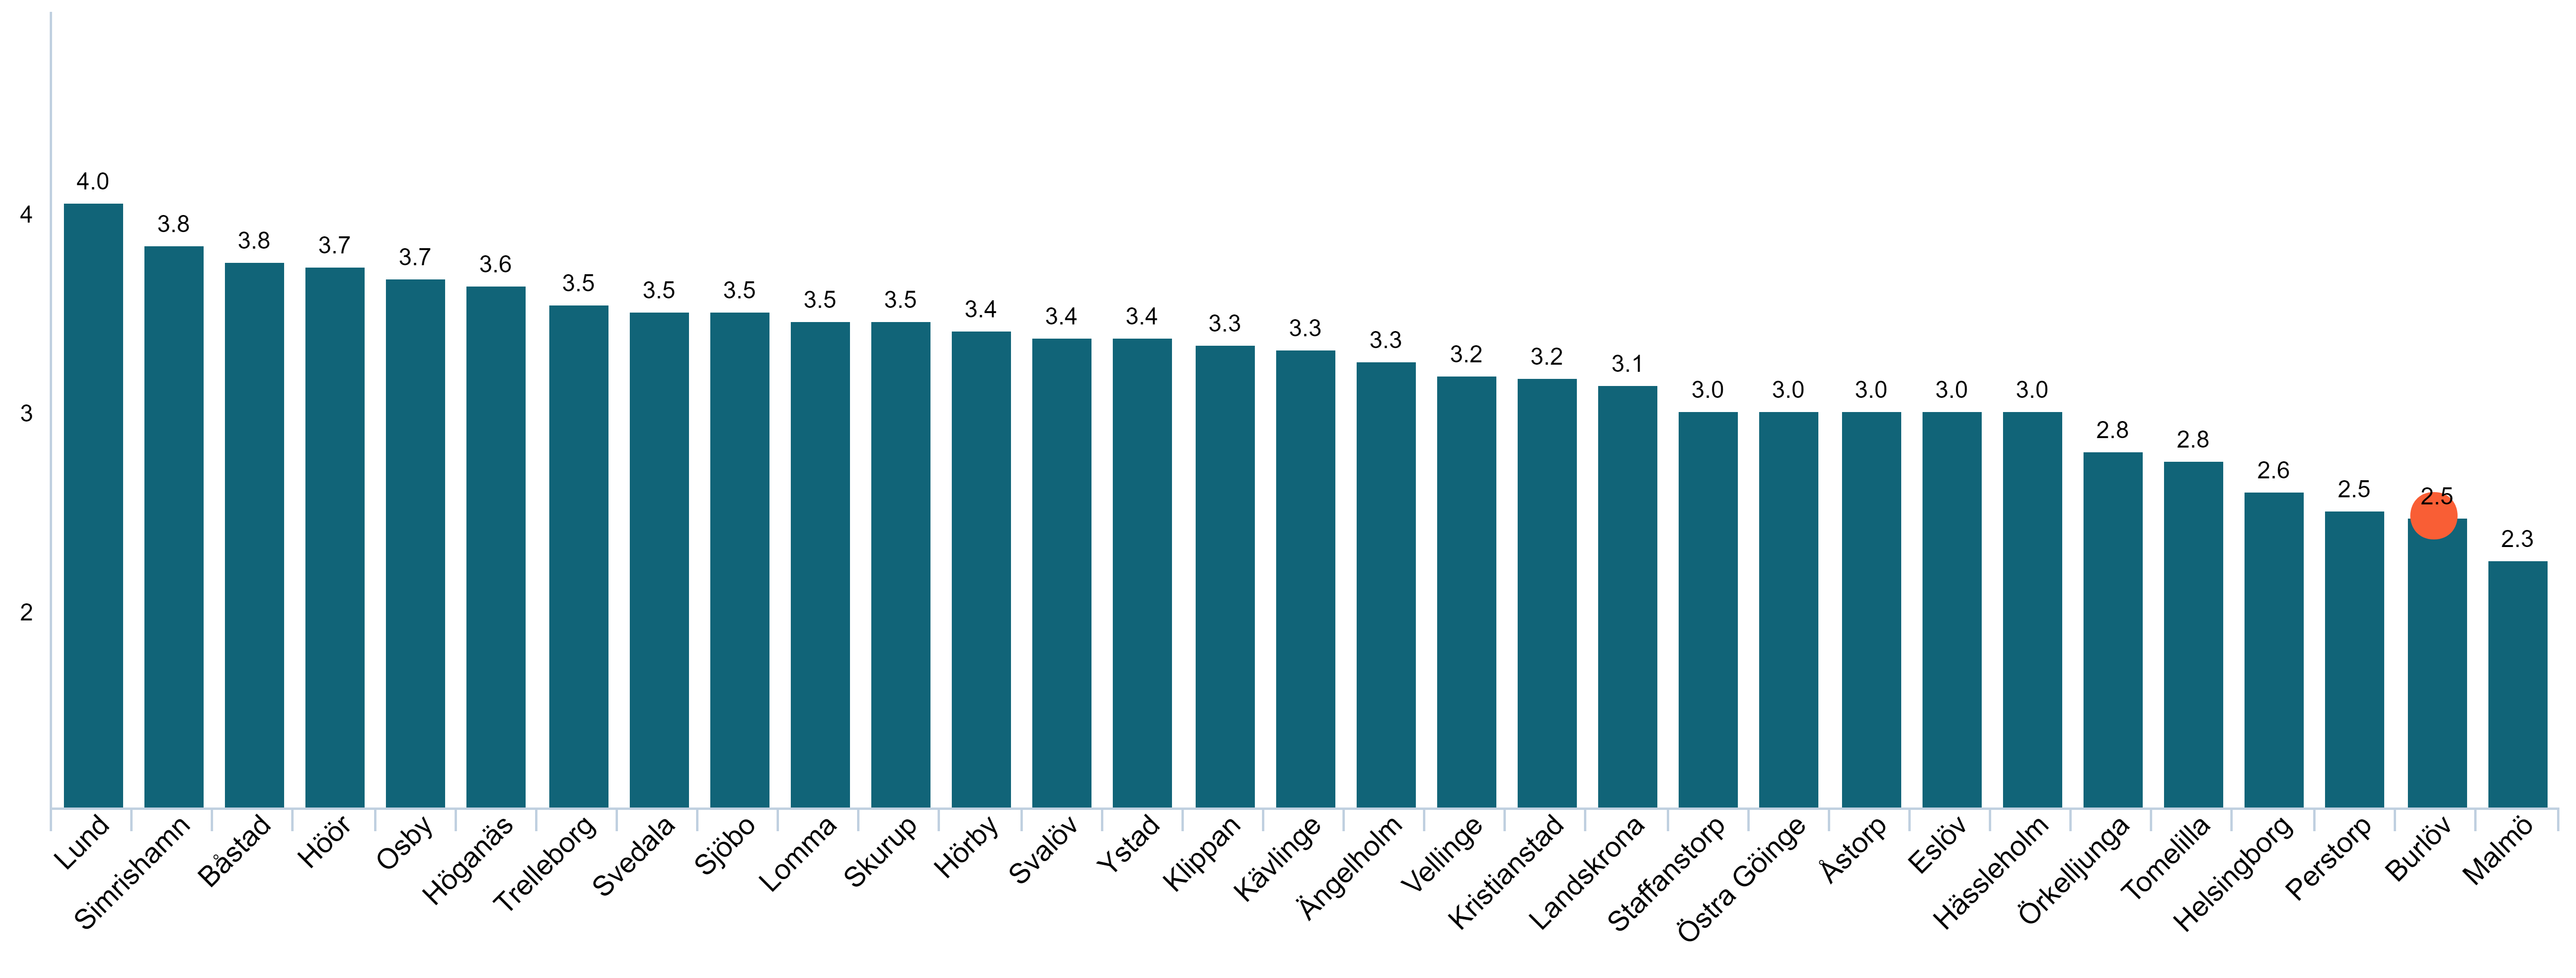 4.0
3.8
3.8
3.7
3.7
3.6
3.5
3.5
3.5
3.5
3.5
3.4
3.4
3.4
3.3
3.3
3.3
3.2
3.2
3.1
3.0
3.0
3.0
3.0
3.0
2.8
2.8
2.6
2.5
2.5
2.3
4
3
2
Lund
Simrishamn
Båstad
Höör
Osby
Höganäs
Trelleborg
Svedala
Sjöbo
Lomma
Skurup
Hörby
Svalöv
Ystad
Klippan
Kävlinge
Ängelholm
Vellinge
Kristianstad
Landskrona
Staffanstorp
Östra Göinge
Åstorp
Eslöv
Hässleholm
Örkelljunga
Tomelilla
Helsingborg
Perstorp
Burlöv
Malmö